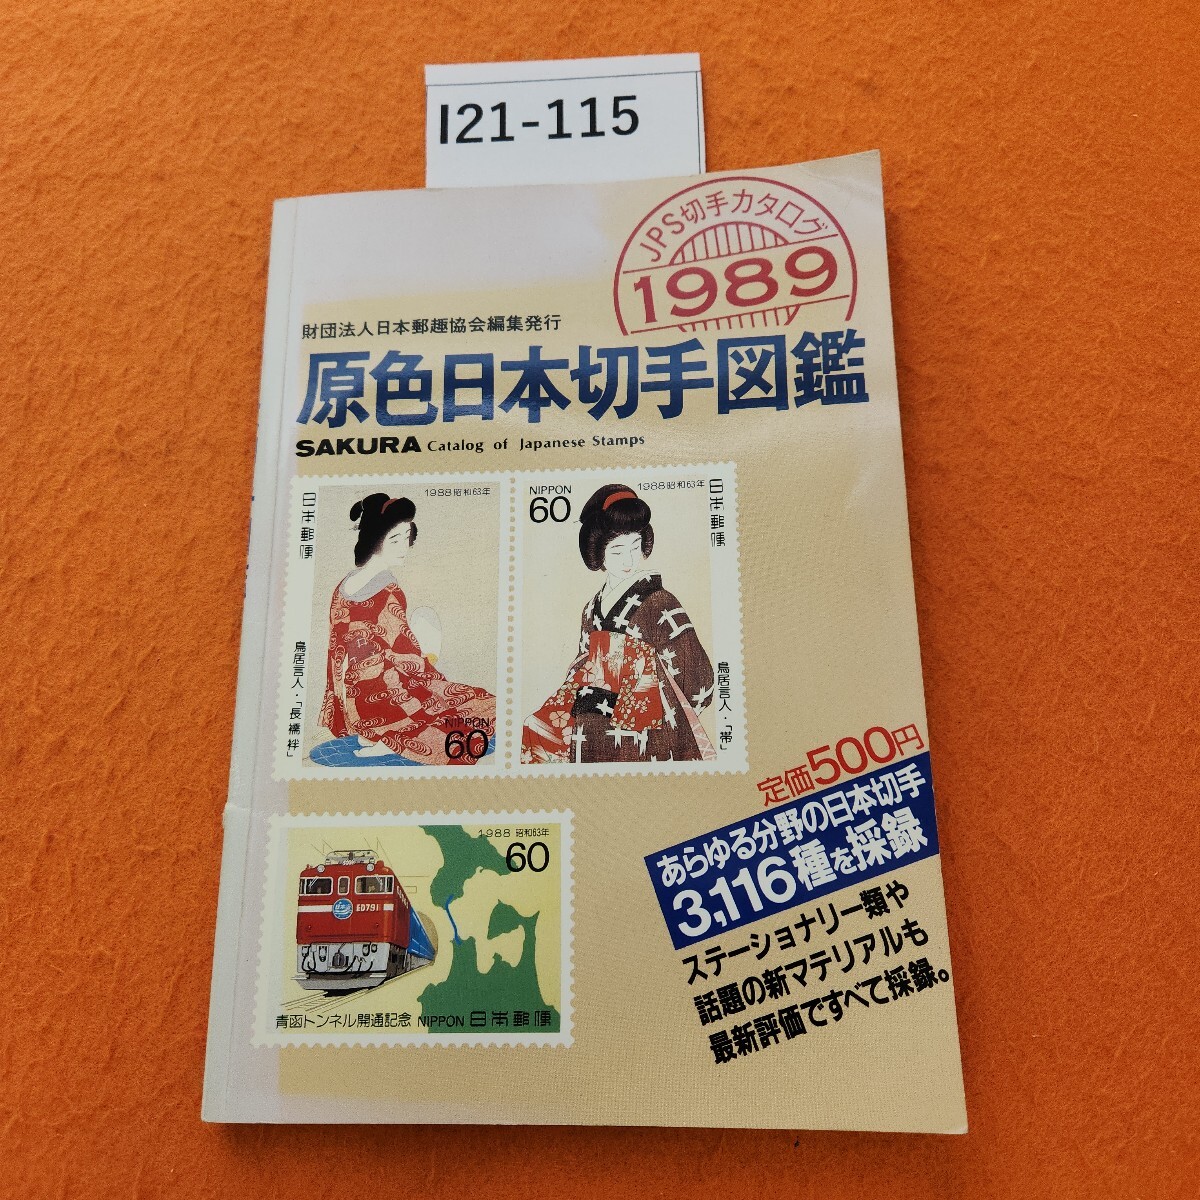 I21-115
JPS切手カタログ
1989
財団法人日本郵趣協会編集発行
原色日本切手図鑑
SAKURA Catalog of Japanese Stamps
1988 昭和63年
日本郵便
鳥居言人・「長襦袢」
NIPPON
60
NIPPON
60
1988 昭和63年
日本郵便
鳥居言人・「帯」
定価500円
あらゆる分野の日本切手
3,116種を採録
ステーショナリー類や
話題の新マテリアルも
最新評価ですべて採録。
1988 昭和63年
60
ED791
青函トンネル開通記念 NIPPON 日本郵便